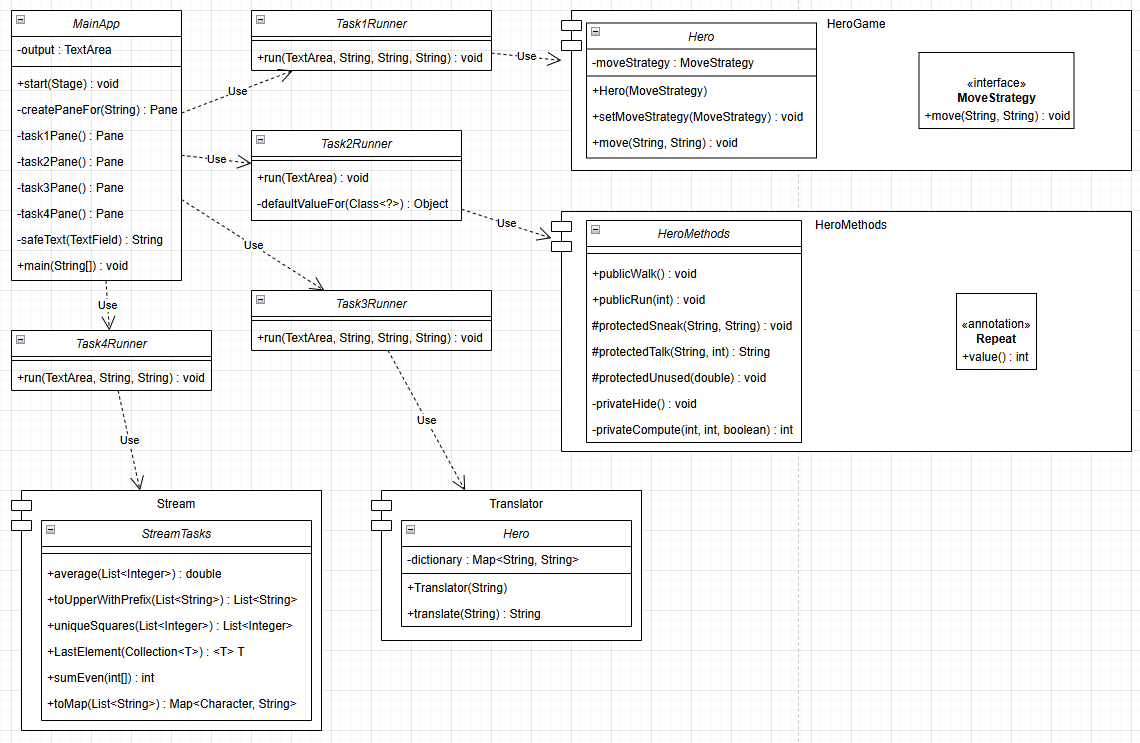 MainApp
-output : TextArea
+start(Stage) : void
-createPaneFor(String) : Pane
-task1Pane() : Pane
-task2Pane() : Pane
-task3Pane() : Pane
-task4Pane() : Pane
-safeText(TextField) : String
+main(String[]) : void
Use
Use
Use
Use
Task1Runner
+run(TextArea, String, String, String) : void
Use
Task2Runner
+run(TextArea) : void
-defaultValueFor(Class<?>) : Object
Use
Task3Runner
+run(TextArea, String, String, String) : void
Use
Task4Runner
+run(TextArea, String, String) : void
Use
HeroGame
Hero
-moveStrategy : MoveStrategy
+Hero(MoveStrategy)
+setMoveStrategy(MoveStrategy) : void
+move(String, String) : void
«interface»
MoveStrategy
+move(String, String) : void
HeroMethods
HeroMethods
+publicWalk() : void
+publicRun(int) : void
#protectedSneak(String, String) : void
#protectedTalk(String, int) : String
#protectedUnused(double) : void
-privateHide() : void
-privateCompute(int, int, boolean) : int
«annotation»
Repeat
+value() : int
Stream
StreamTasks
+average(List<Integer>) : double
+toUpperWithPrefix(List<String>) : List<String>
+uniqueSquares(List<Integer>) : List<Integer>
+LastElement(Collection<T>) : <T> T
+sumEven(int[]) : int
+toMap(List<String>) : Map<Character, String>
Translator
Hero
-dictionary : Map<String, String>
+Translator(String)
+translate(String) : String